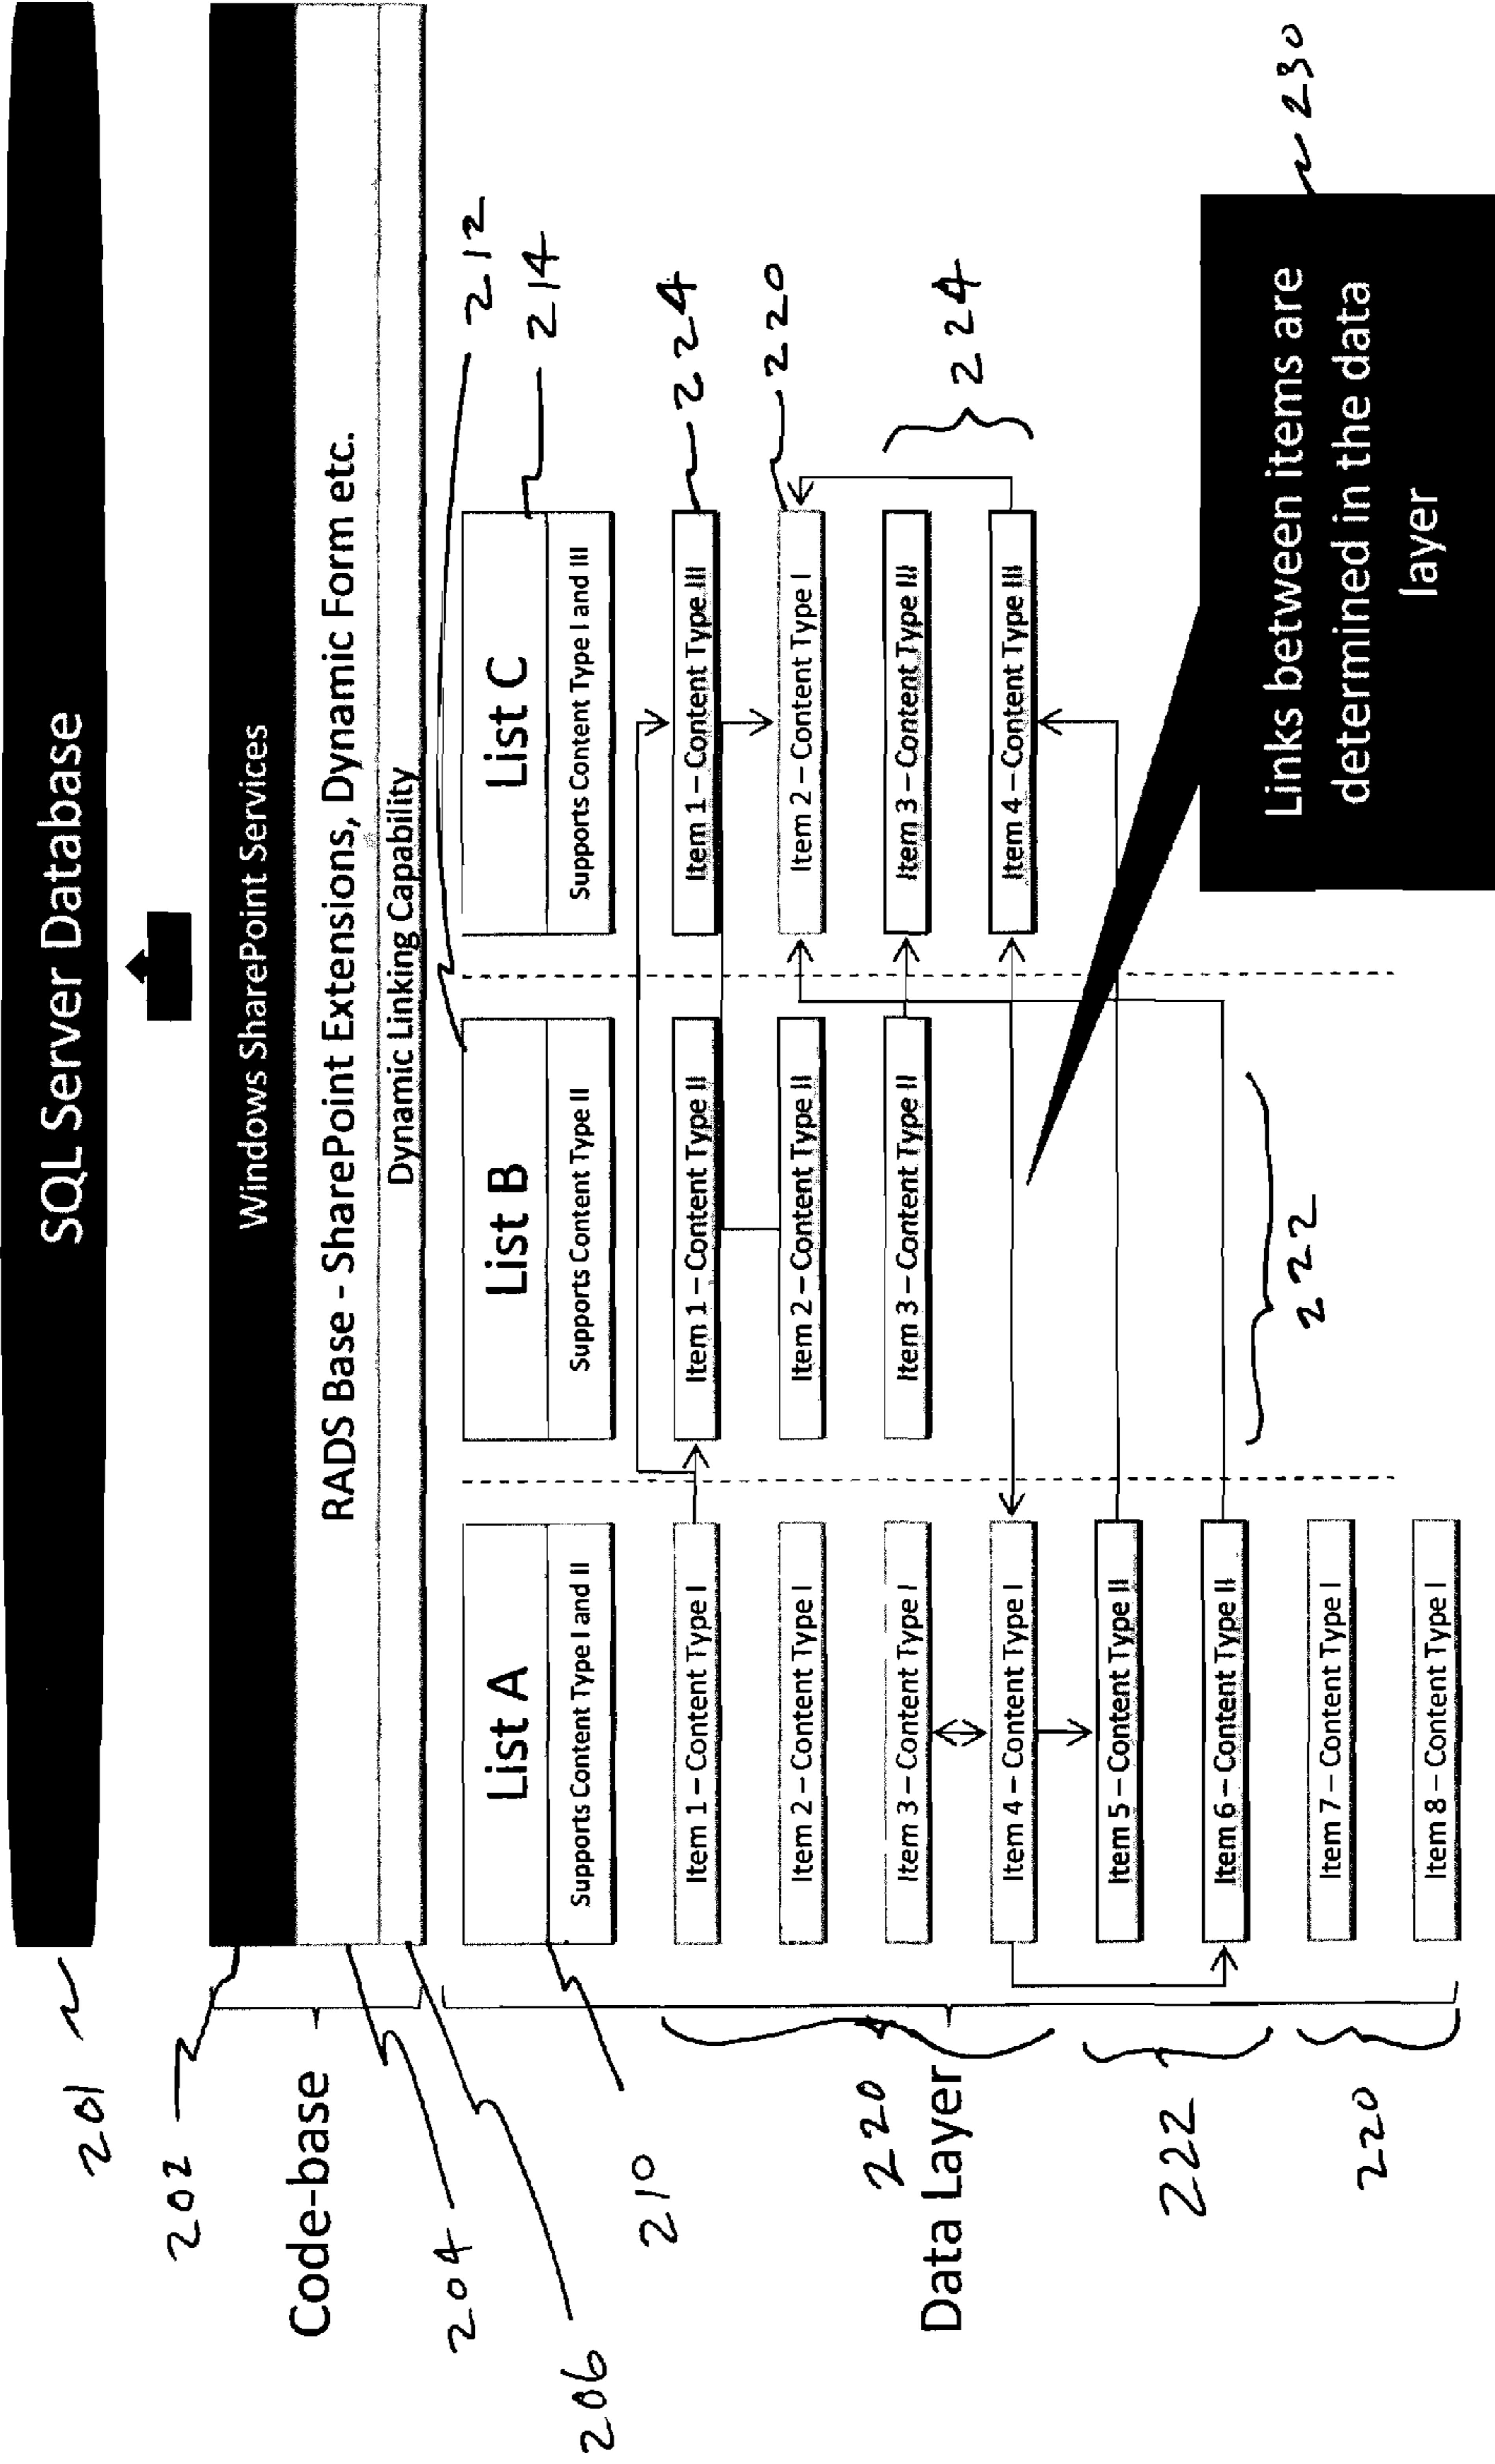 SQL Server Database
201
202
Windows SharePoint Services
Code-base
RADS Base - SharePoint Extensions, Dynamic Form etc.
204
Dynamic Linking Capability
206
212
214
210
List A
Supports Content Type I and II
List B
Supports Content Type II
List C
Supports Content Type I and III
Item 1 – Content Type I
Item 1 – Content Type II
Item 1 – Content Type III
224
Item 2 – Content Type I
Item 2 – Content Type II
Item 2 – Content Type I
220
220
Item 3 – Content Type I
Item 3 – Content Type II
Item 3 – Content Type III
224
Data Layer
Item 4 – Content Type I
Item 4 – Content Type III
222
Item 5 – Content Type II
Item 6 – Content Type II
222
220
Item 7 – Content Type I
Item 8 – Content Type I
Links between items are
determined in the data
layer
230